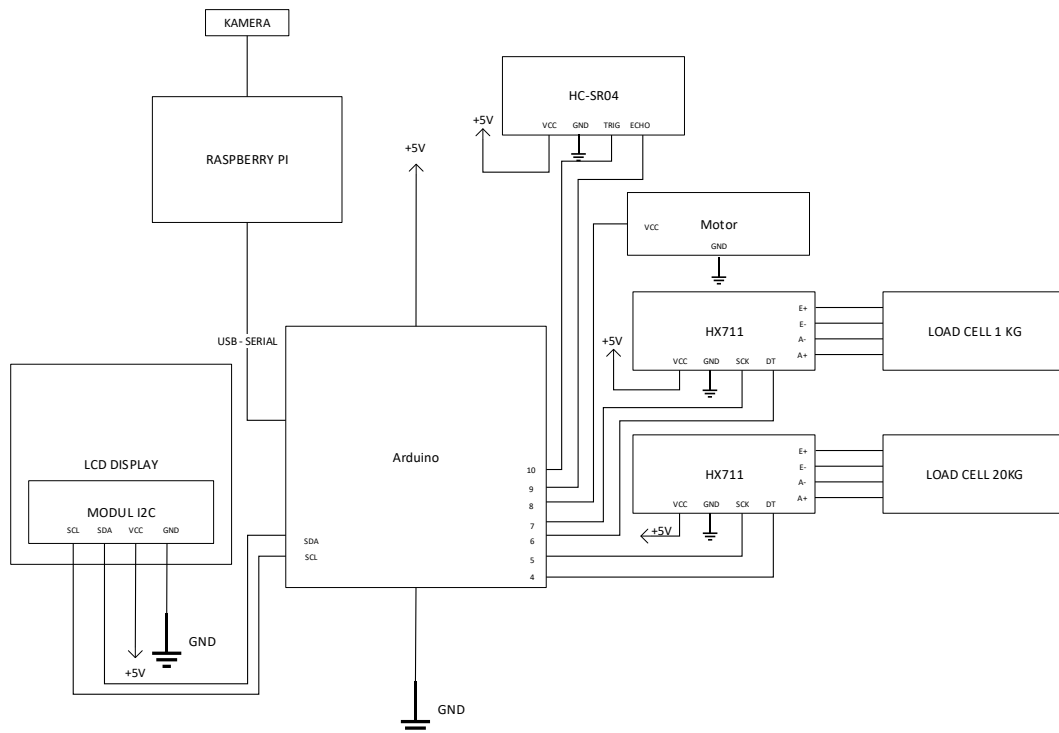 KAMERA
RASPBERRY PI
USB - SERIAL
+5V
HC-SR04
VCC GND TRIG ECHO
+5V
Motor
VCC
GND
HX711
E+
E-
A-
A+
VCC GND SCK DT
+5V
LOAD CELL 1 KG
HX711
E+
E-
A-
A+
VCC GND SCK DT
+5V
LOAD CELL 20KG
Arduino
10
9
8
7
6
5
4
SDA
SCL
GND
LCD DISPLAY
MODUL I2C
SCL SDA VCC GND
GND
+5V